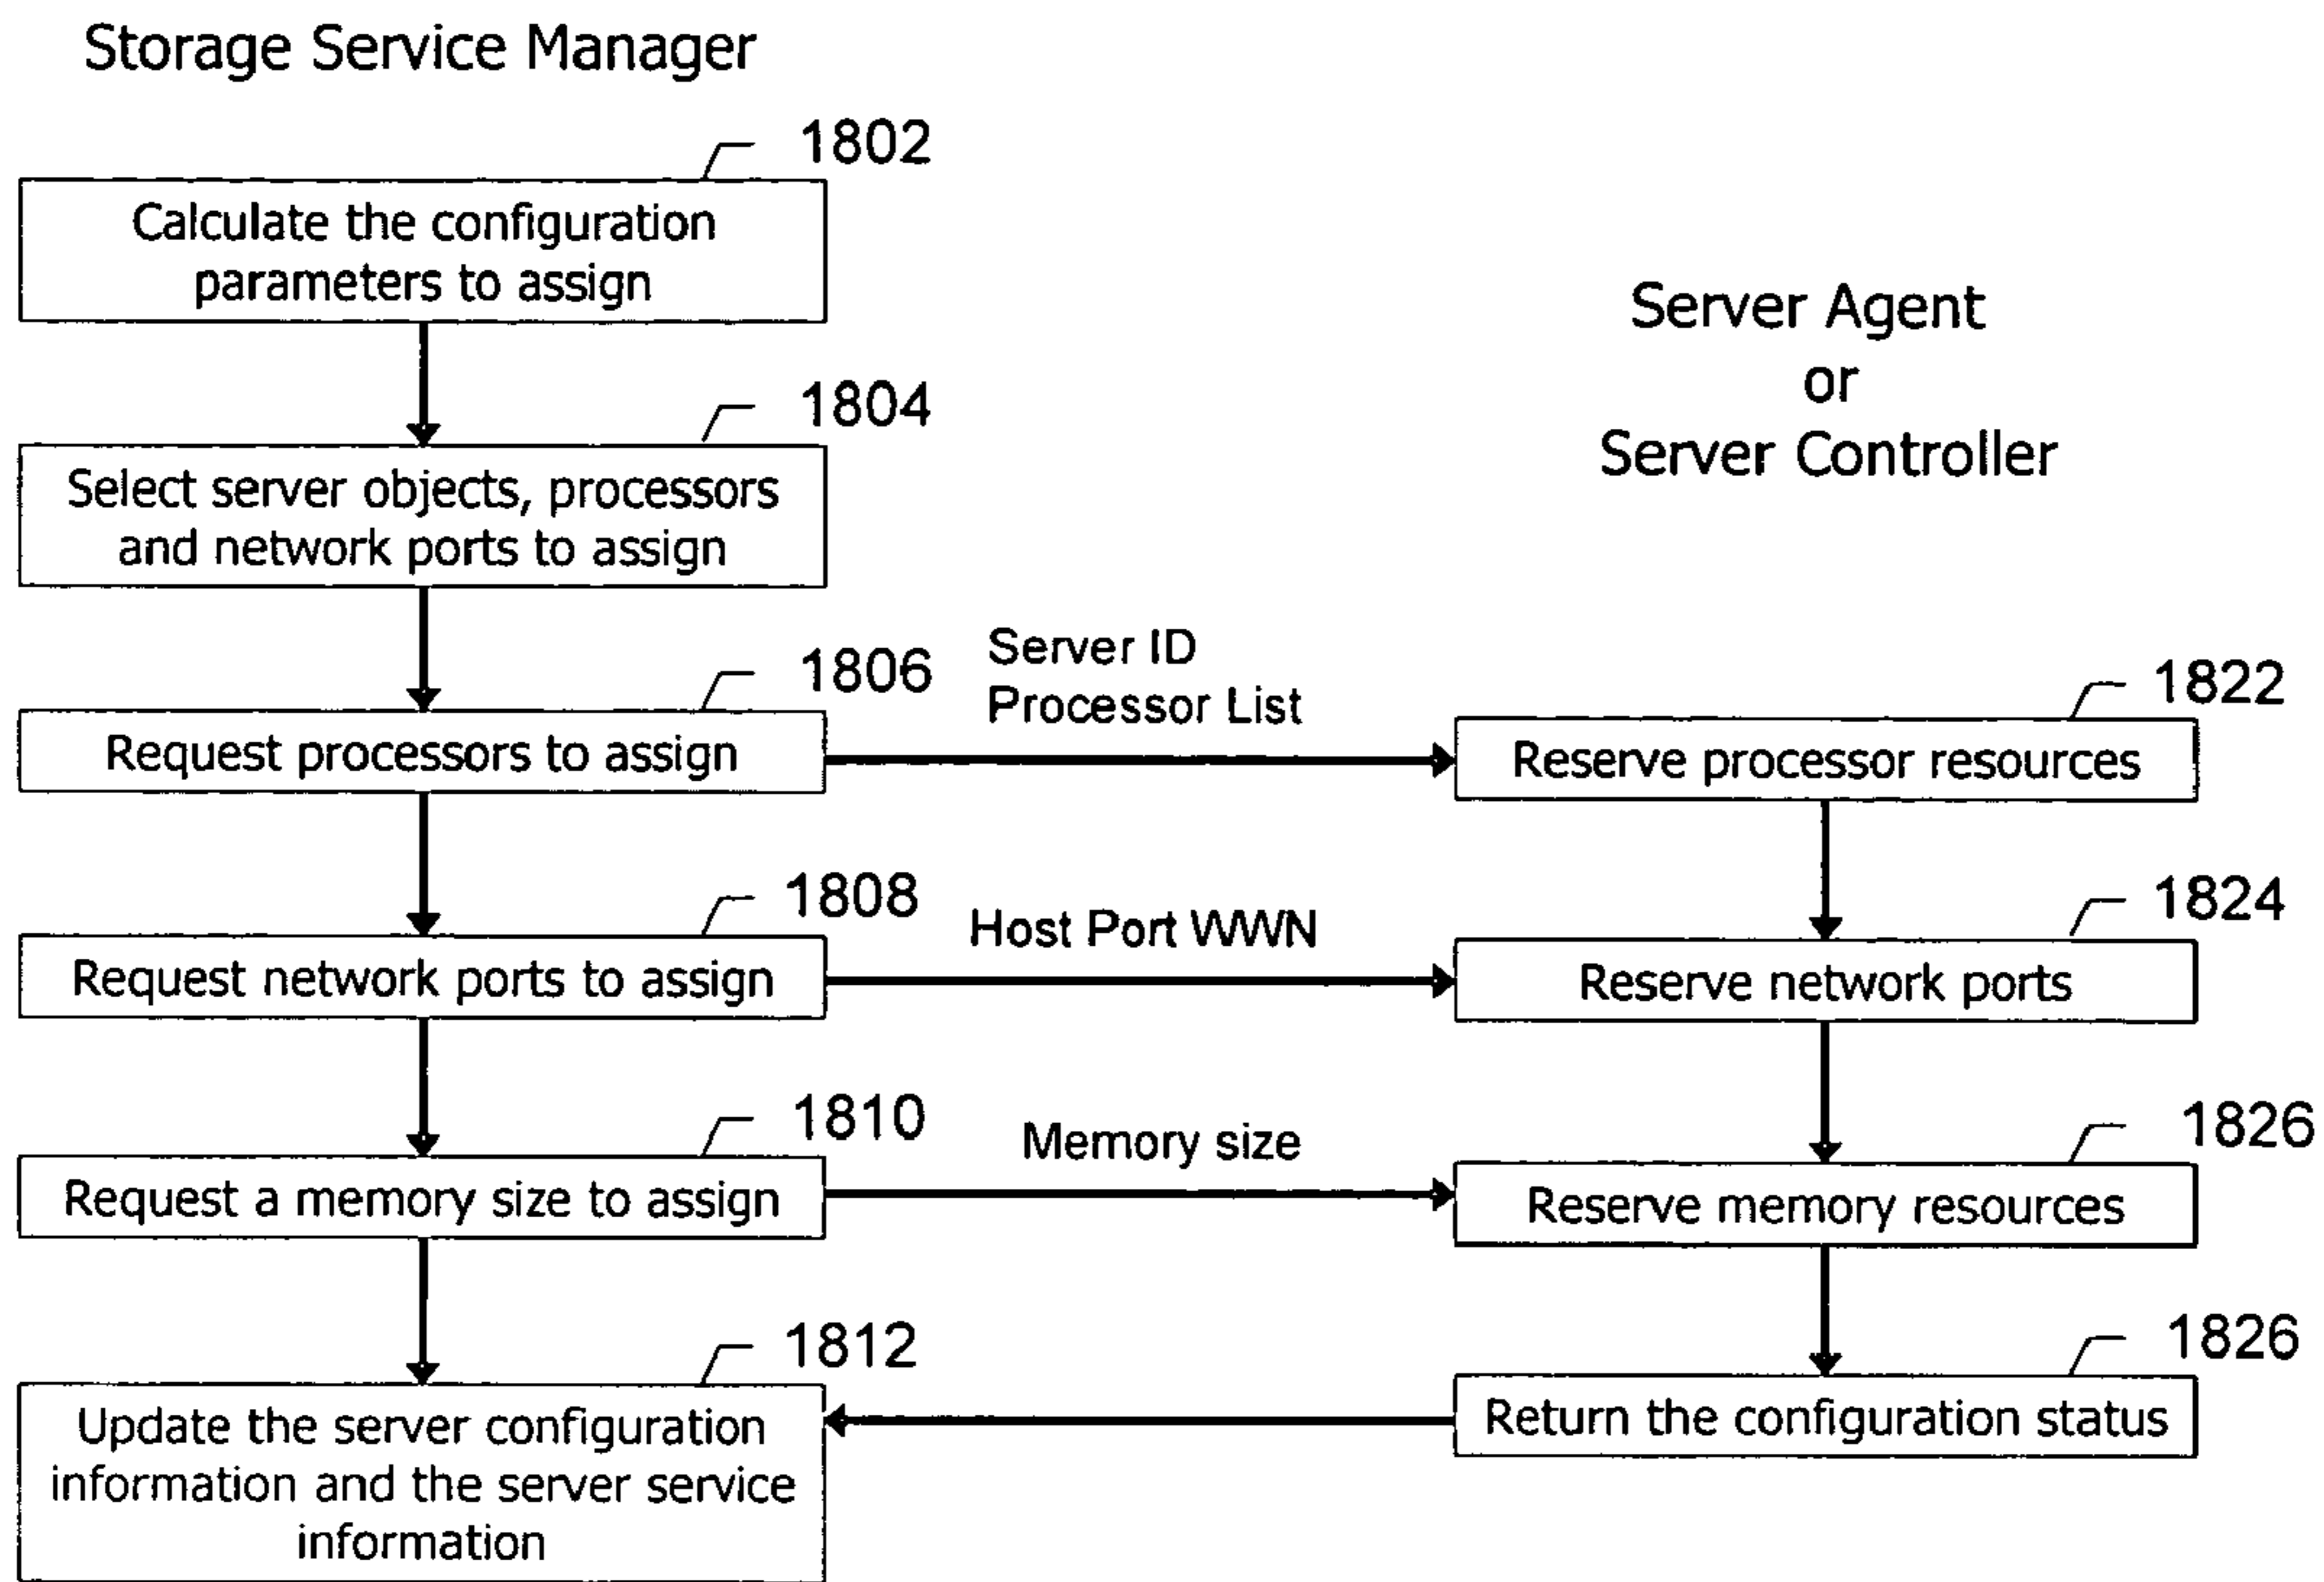 Storage Service Manager
1802
Calculate the configuration
parameters to assign
Server Agent
or
Server Controller
1804
Select server objects, processors
and network ports to assign
1806
Server ID
Processor List
1822
Request processors to assign
Reserve processor resources
1808
Host Port WWN
1824
Request network ports to assign
Reserve network ports
1810
Memory size
1826
Request a memory size to assign
Reserve memory resources
1812
1826
Update the server configuration
information and the server service
information
Return the configuration status